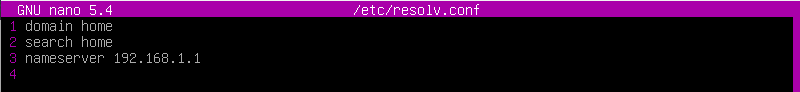 GNU nano 5.4 /etc/resolv.conf
1 domain home
2 search home
3 nameserver 192.168.1.1
4